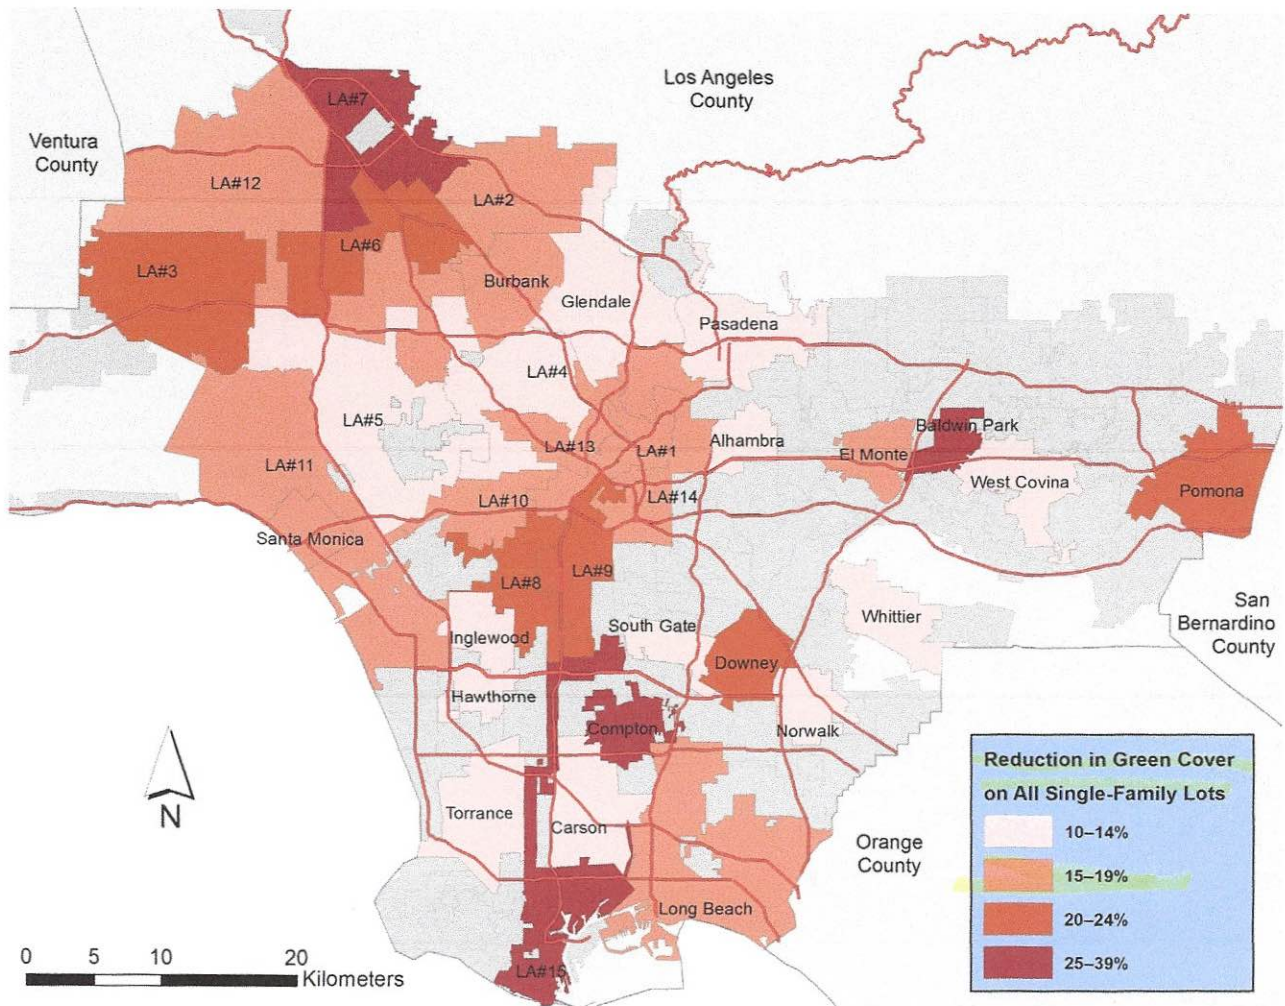 Los Angeles
County
LA#7
Ventura
County
LA#12
LA#2
LA#6
LA#3
Burbank
Glendale
Pasadena
LA#4
LA#5
Baldwin Park
LA#13
LA#1
Alhambra
El Monte
LA#11
West Covina
Pomona
LA#10
LA#14
Santa Monica
LA#9
LA#8
San
Bernardino
County
Whittier
South Gate
Inglewood
Downey
Hawthorne
Compton
Norwalk
N
Torrance
Carson
Orange
County
Long Beach
LA#15
Reduction in Green Cover
on All Single-Family Lots
10–14%
15–19%
20–24%
25–39%
0 5 10 20
Kilometers